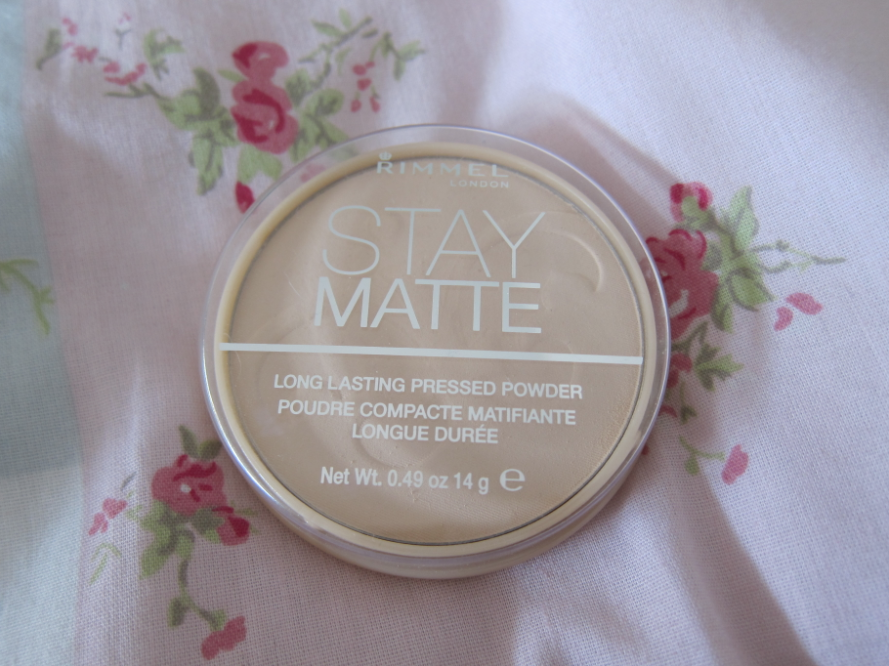 RIMMEL
LONDON
STAY
MATTE
LONG LASTING PRESSED POWDER
POUDRE COMPACTE MATIFIANTE
LONGUE DURÉE
Net Wt. 0.49 oz 14 g ℮